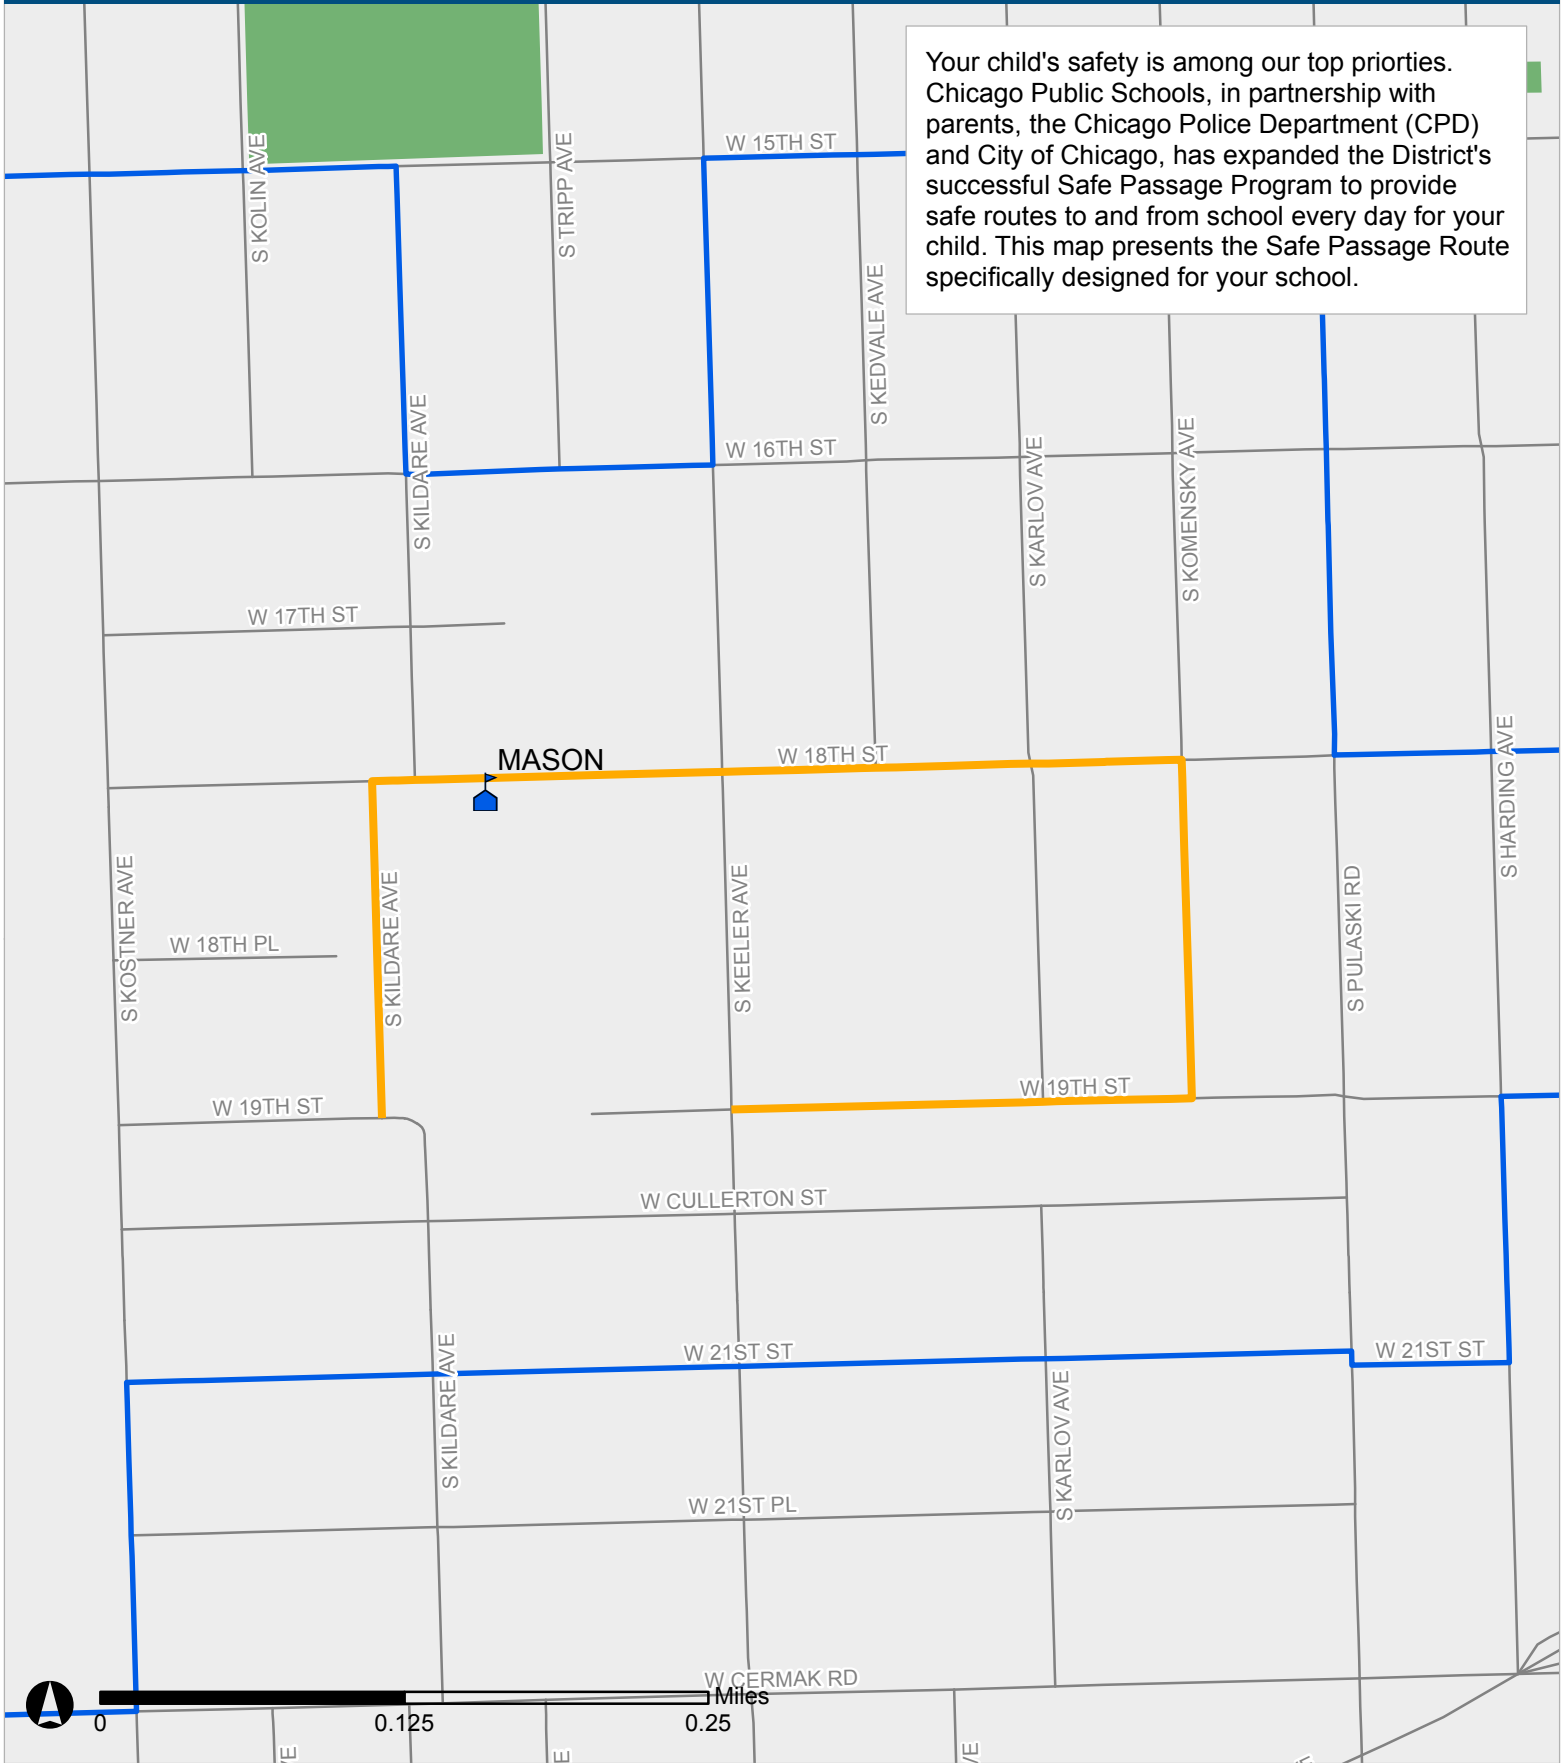 Your child's safety is among our top priorties.
Chicago Public Schools, in partnership with
parents, the Chicago Police Department (CPD)
and City of Chicago, has expanded the District's
successful Safe Passage Program to provide
safe routes to and from school every day for your
child. This map presents the Safe Passage Route
specifically designed for your school.
W 15TH ST
S KOLIN AVE
S TRIPP AVE
S KEDVALE AVE
S KILDARE AVE
W 16TH ST
S KARLOV AVE
S KOMENSKY AVE
W 17TH ST
MASON
W 18TH ST
S HARDING AVE
S KOSTNER AVE
W 18TH PL
S KILDARE AVE
S KEELER AVE
S PULASKI RD
W 19TH ST
W 19TH ST
W CULLERTON ST
W 21ST ST
W 21ST ST
S KILDARE AVE
S KARLOV AVE
W 21ST PL
W CERMAK RD
Miles
0
0.125
0.25
VE
E
VE